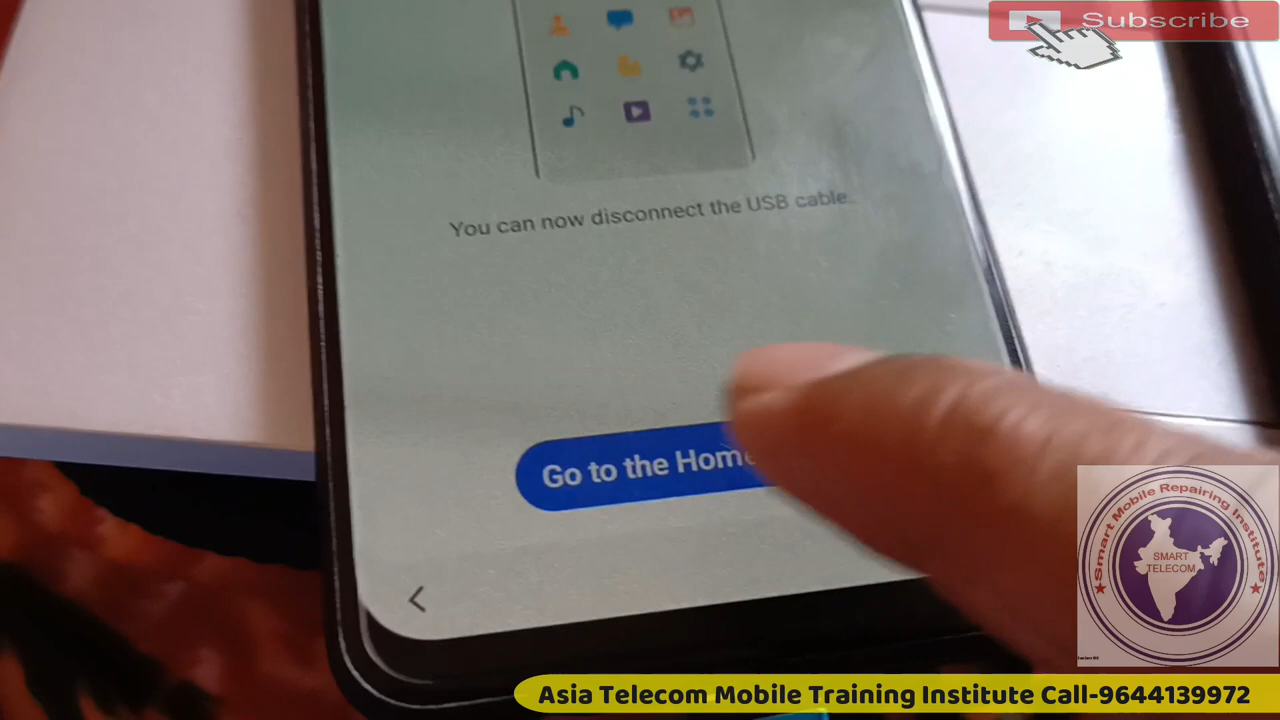 Subscribe
You can now disconnect the USB cable.
Go to the Home
Smart Mobile Repairing Institute
SMART
TELECOM
Asia Telecom Mobile Training Institute Call-9644139972